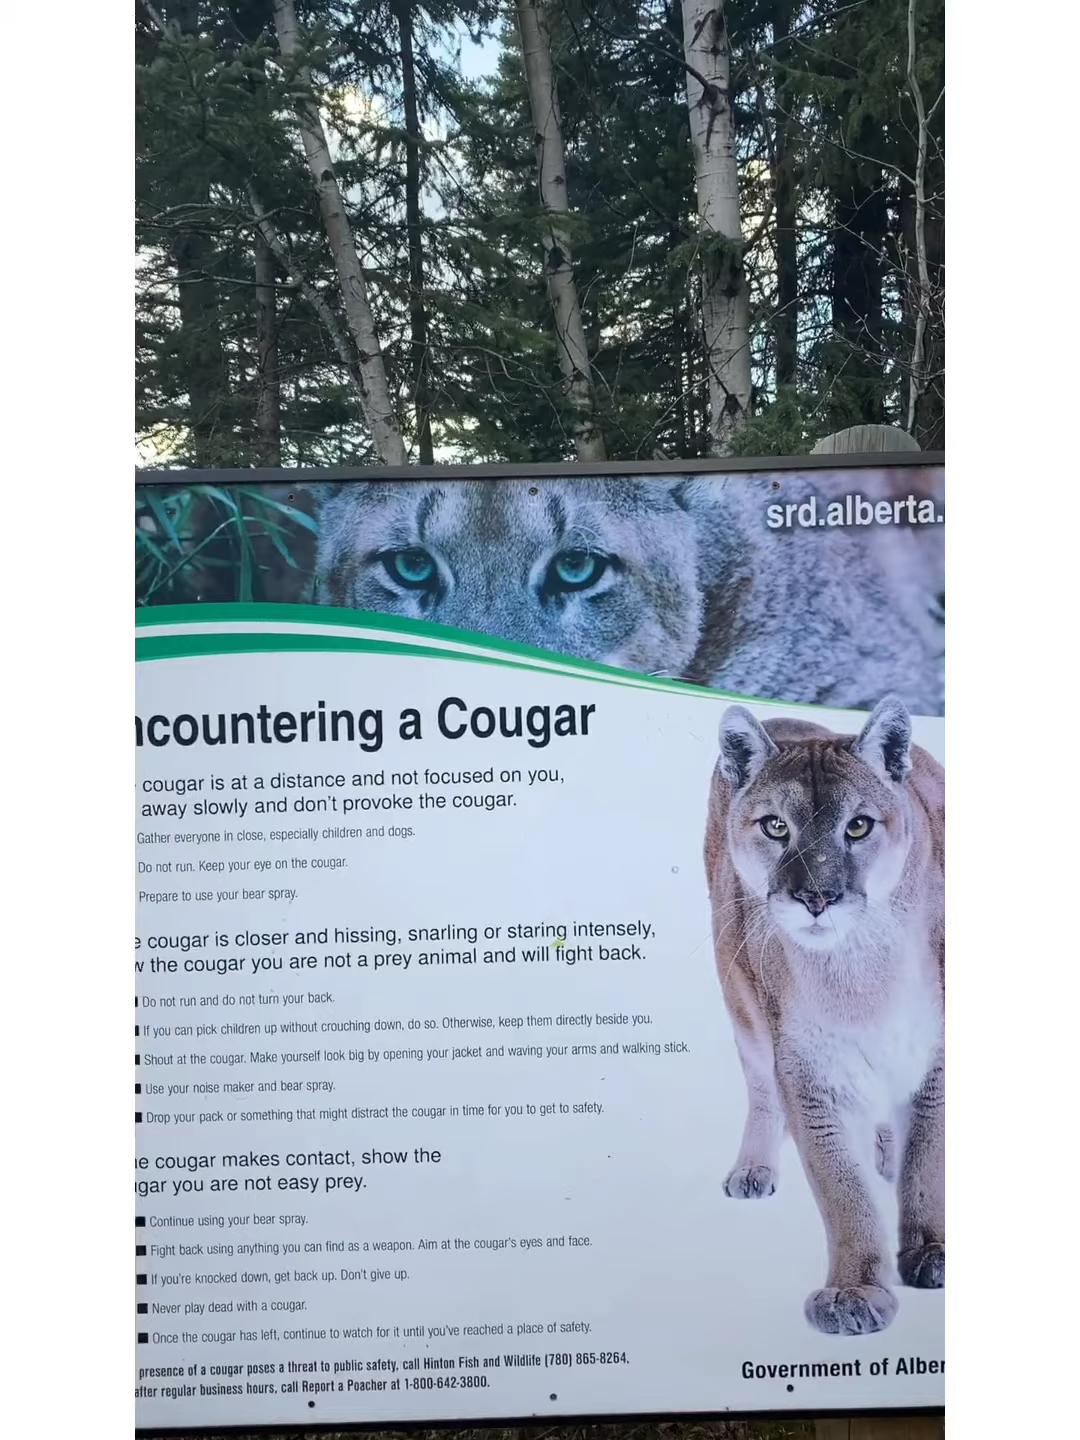 srd.alberta.
ncountering a Cougar
cougar is at a distance and not focused on you,
away slowly and don't provoke the cougar.
Gather everyone in close, especially children and dogs.
Do not run. Keep your eye on the cougar.
Prepare to use your bear spray.
e cougar is closer and hissing, snarling or staring intensely,
w the cougar you are not a prey animal and will fight back.
Do not run and do not turn your back.
If you can pick children up without crouching down, do so. Otherwise, keep them directly beside you.
Shout at the cougar. Make yourself look big by opening your jacket and waving your arms and walking stick.
Use your noise maker and bear spray.
Drop your pack or something that might distract the cougar in time for you to get to safety.
he cougar makes contact, show the
gar you are not easy prey.
Continue using your bear spray.
Fight back using anything you can find as a weapon. Aim at the cougar's eyes and face.
If you're knocked down, get back up. Don't give up.
Never play dead with a cougar.
Once the cougar has left, continue to watch for it until you've reached a place of safety.
presence of a cougar poses a threat to public safety, call Hinton Fish and Wildlife (780) 865-8264.
after regular business hours, call Report a Poacher at 1-800-642-3800.
Government of Alber